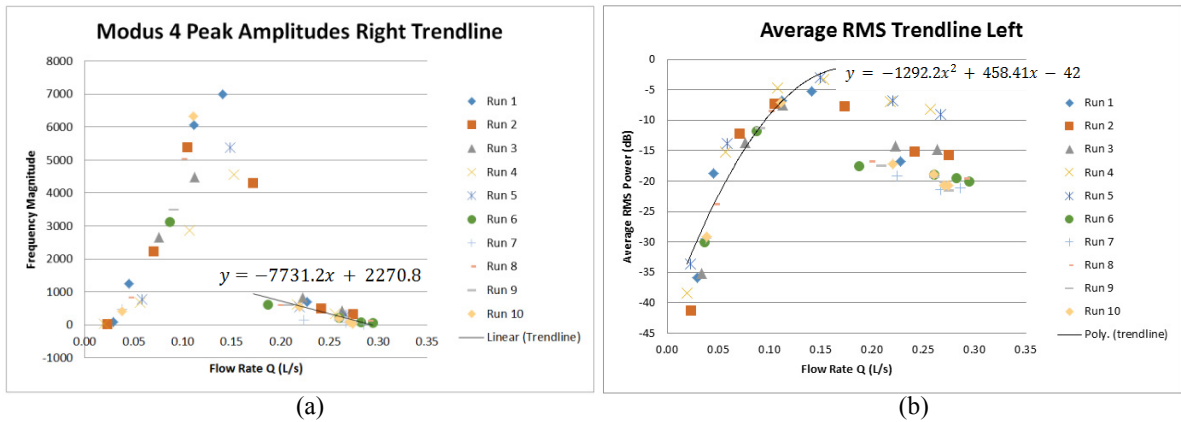 Modus 4 Peak Amplitudes Right Trendline
8000
7000
6000
5000
4000
3000
2000
1000
0
-1000
Frequency Magnitude
0.00 0.05 0.10 0.15 0.20 0.25 0.30 0.35
Flow Rate Q (L/s)
y = −7731.2x + 2270.8
Run 1
Run 2
Run 3
Run 4
Run 5
Run 6
Run 7
Run 8
Run 9
Run 10
Linear (Trendline)
(a)
Average RMS Trendline Left
0
-5
-10
-15
-20
-25
-30
-35
-40
-45
Average RMS Power (dB)
0.00 0.05 0.10 0.15 0.20 0.25 0.30 0.35
Flow Rate Q (L/s)
y = −1292.2x² + 458.41x − 42
Run 1
Run 2
Run 3
Run 4
Run 5
Run 6
Run 7
Run 8
Run 9
Run 10
Poly. (trendline)
(b)